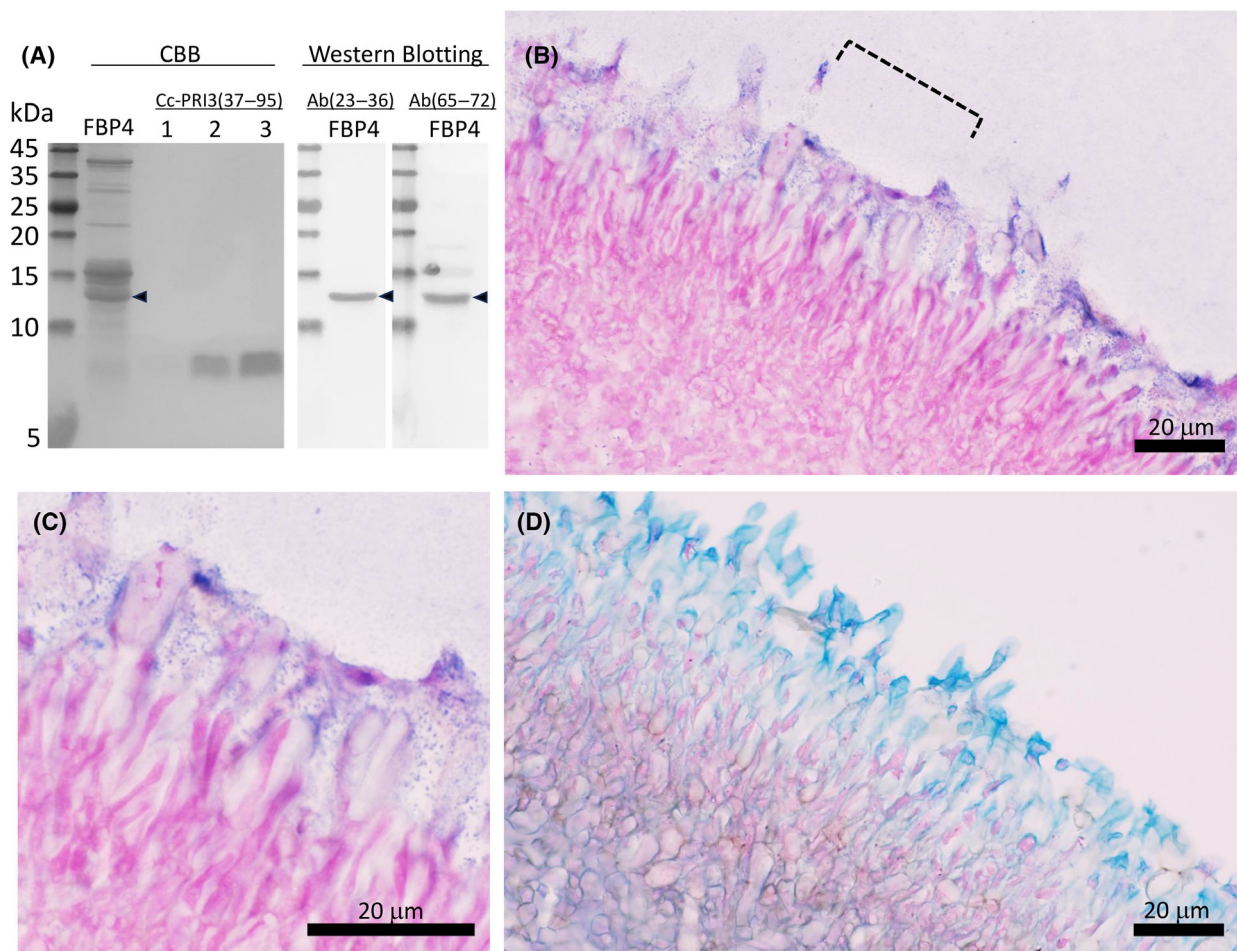 (A)
CBB
Western Blotting
kDa
Cc-PRI3(37–95)
Ab(23–36)
Ab(65–72)
FBP4
1
2
3
FBP4
FBP4
45
35
25
20
15
10
5
(B)
20 μm
(C)
20 μm
(D)
20 μm